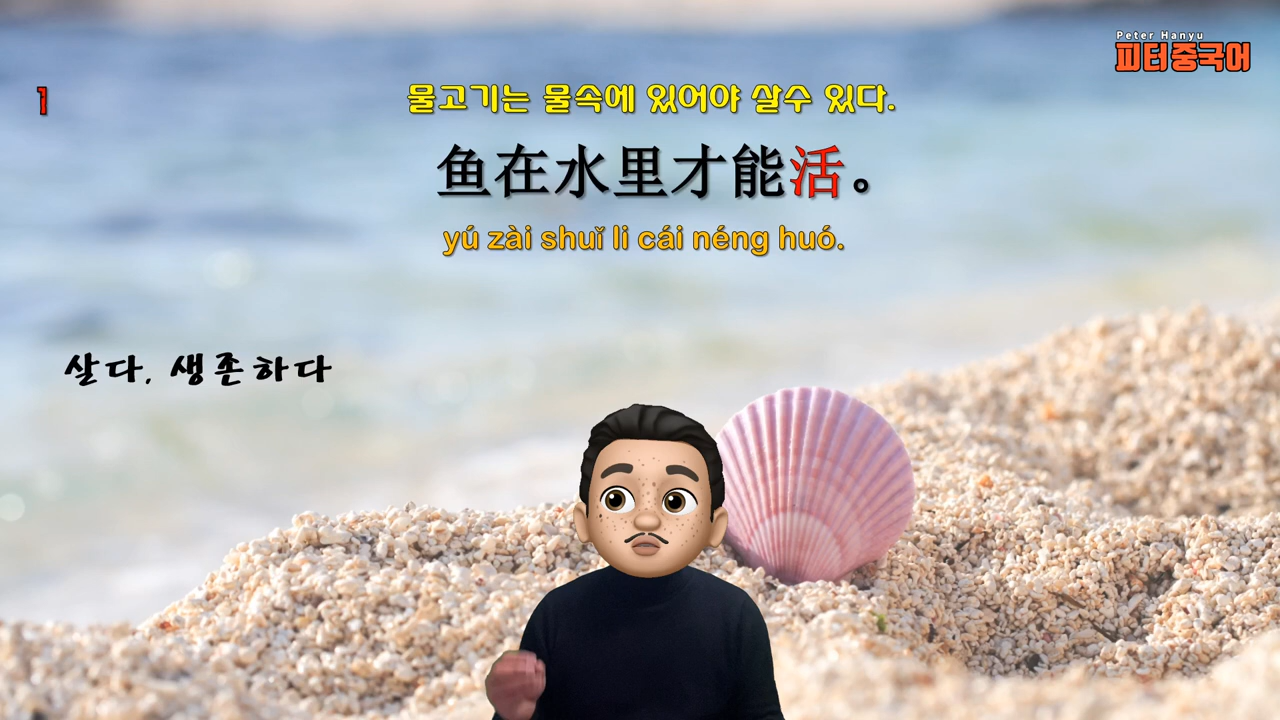 Peter Hanyu
피터 중국어
1
물고기는 물속에 있어야 살수 있다.
鱼在水里才能活。
yú zài shuǐ li cái néng huó.
살다, 생존하다